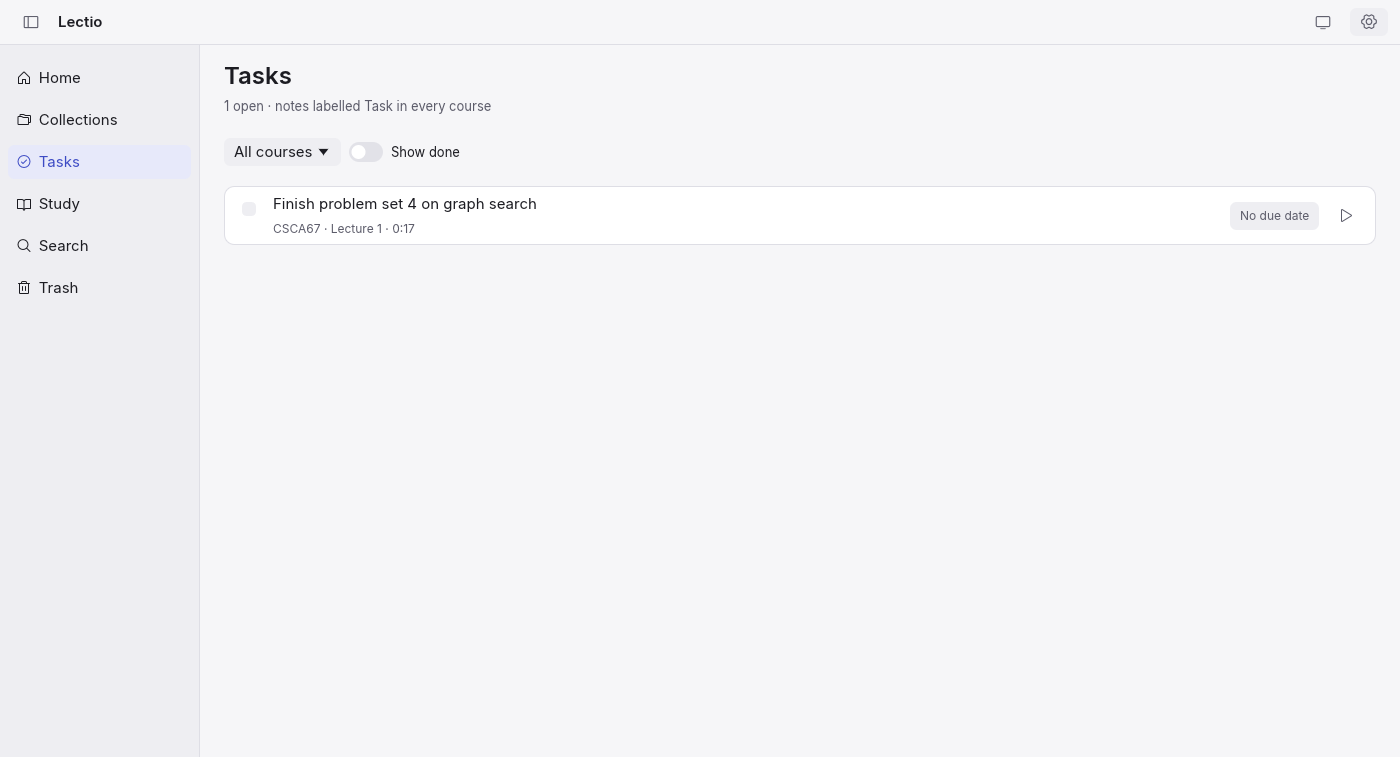 Lectio
Home
Collections
Tasks
Study
Search
Trash
Tasks
1 open · notes labelled Task in every course
All courses
Show done
Finish problem set 4 on graph search
CSCA67 · Lecture 1 · 0:17
No due date